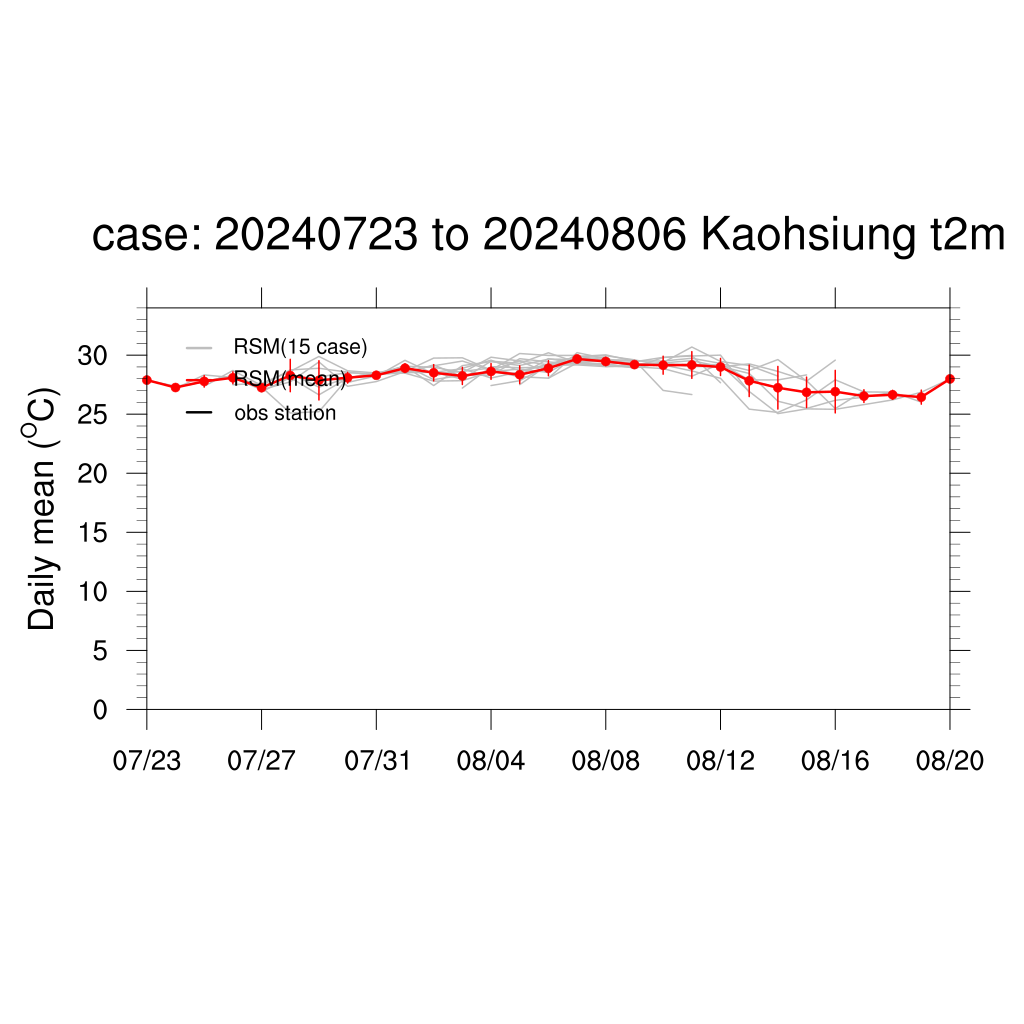 case: 20240723 to 20240806 Kaohsiung t2m
Daily mean (°C)
30
25
20
15
10
5
0
RSM(15 case)
RSM(mean)
obs station
07/23 07/27 07/31 08/04 08/08 08/12 08/16 08/20